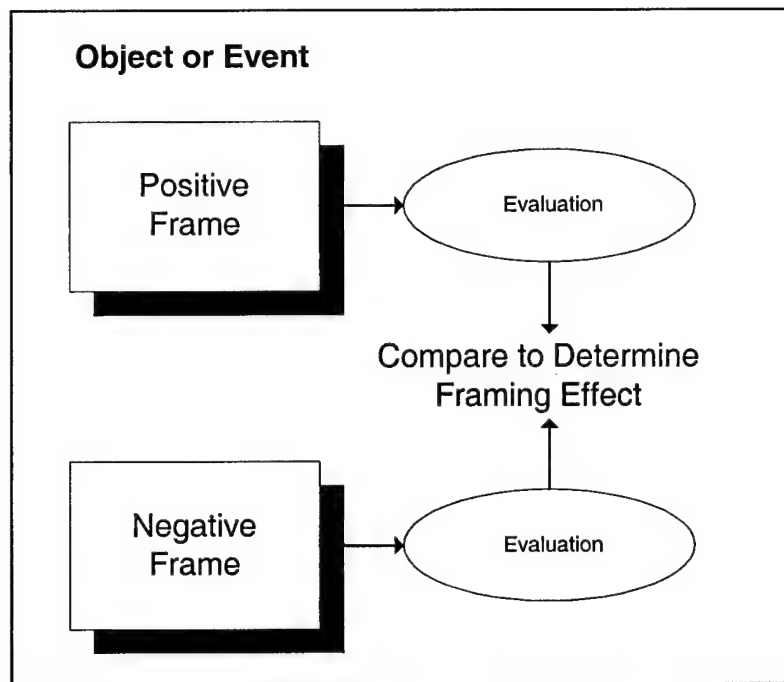 Object or Event
Positive
Frame
Evaluation
Compare to Determine
Framing Effect
Negative
Frame
Evaluation